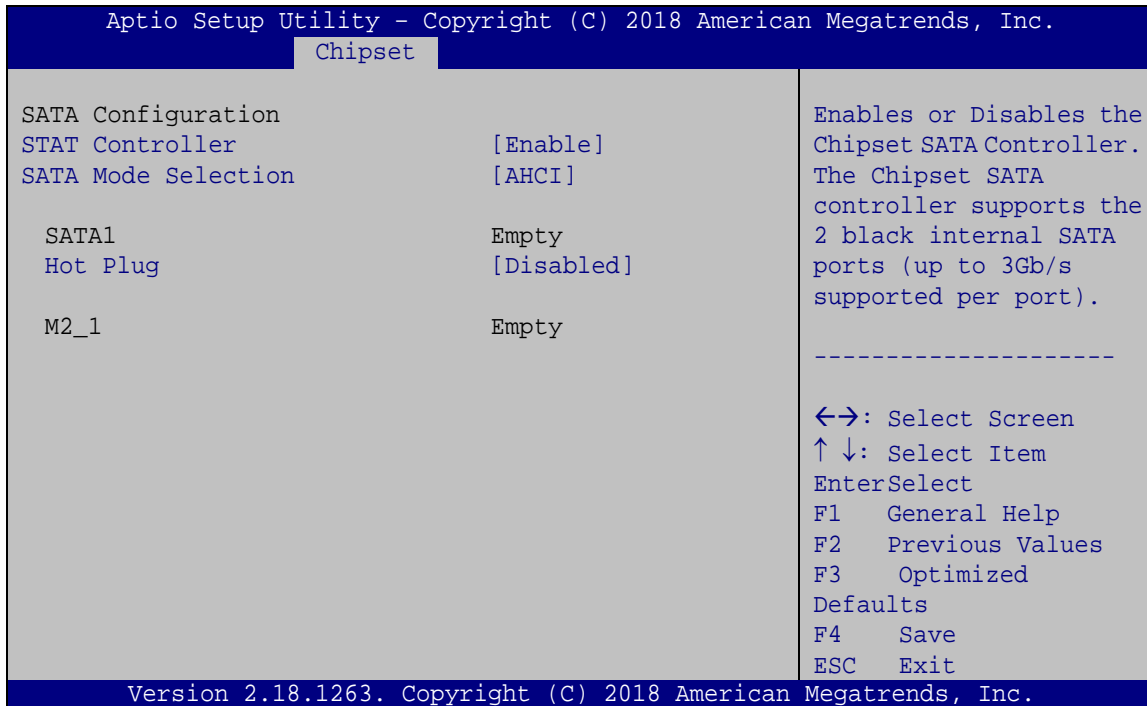 Aptio Setup Utility – Copyright (C) 2018 American Megatrends, Inc.
Chipset
SATA Configuration
STAT Controller [Enable]
SATA Mode Selection [AHCI]
SATA1 Empty
Hot Plug [Disabled]
M2_1 Empty
Enables or Disables the
Chipset SATA Controller.
The Chipset SATA
controller supports the
2 black internal SATA
ports (up to 3Gb/s
supported per port).
---------------------
←→: Select Screen
↑ ↓: Select Item
EnterSelect
F1 General Help
F2 Previous Values
F3 Optimized
Defaults
F4 Save
ESC Exit
Version 2.18.1263. Copyright (C) 2018 American Megatrends, Inc.